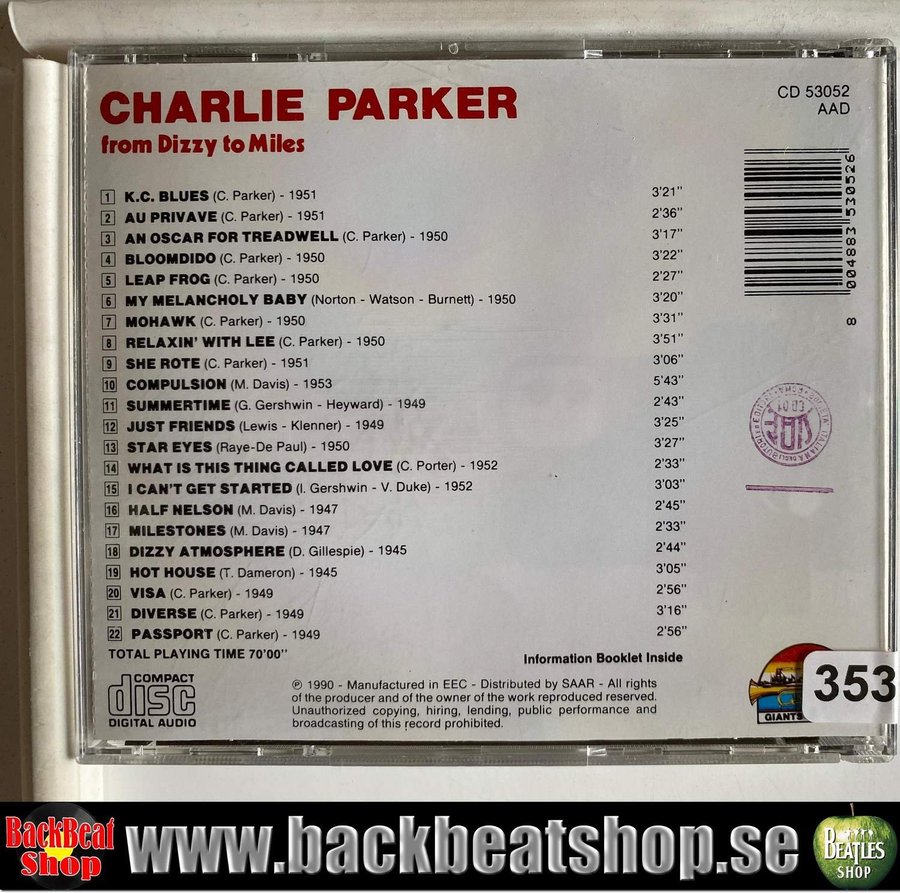 CHARLIE PARKER
from Dizzy to Miles
CD 53052
AAD
1 K.C. BLUES (C. Parker) - 1951 3'21"
2 AU PRIVAVE (C. Parker) - 1951 2'36"
3 AN OSCAR FOR TREADWELL (C. Parker) - 1950 3'17"
4 BLOOMDIDO (C. Parker) - 1950 3'22"
5 LEAP FROG (C. Parker) - 1950 2'27"
6 MY MELANCHOLY BABY (Norton - Watson - Burnett) - 1950 3'20"
7 MOHAWK (C. Parker) - 1950 3'31"
8 RELAXIN' WITH LEE (C. Parker) - 1950 3'51"
9 SHE ROTE (C. Parker) - 1951 3'06"
10 COMPULSION (M. Davis) - 1953 5'43"
11 SUMMERTIME (G. Gershwin - Heyward) - 1949 2'43"
12 JUST FRIENDS (Lewis - Klenner) - 1949 3'25"
13 STAR EYES (Raye-De Paul) - 1950 3'27"
14 WHAT IS THIS THING CALLED LOVE (C. Porter) - 1952 2'33"
15 I CAN'T GET STARTED (I. Gershwin - V. Duke) - 1952 3'03"
16 HALF NELSON (M. Davis) - 1947 2'45"
17 MILESTONES (M. Davis) - 1947 2'33"
18 DIZZY ATMOSPHERE (D. Gillespie) - 1945 2'44"
19 HOT HOUSE (T. Dameron) - 1945 3'05"
20 VISA (C. Parker) - 1949 2'56"
21 DIVERSE (C. Parker) - 1949 3'16"
22 PASSPORT (C. Parker) - 1949 2'56"
TOTAL PLAYING TIME 70'00"
8 004883 530526
Information Booklet Inside
COMPACT
disc
DIGITAL AUDIO
℗ 1990 - Manufactured in EEC - Distributed by SAAR - All rights
of the producer and of the owner of the work reproduced reserved.
Unauthorized copying, hiring, lending, public performance and
broadcasting of this record prohibited.
GIANTS
353
BackBeat
Shop
www.backbeatshop.se
BEATLES
SHOP